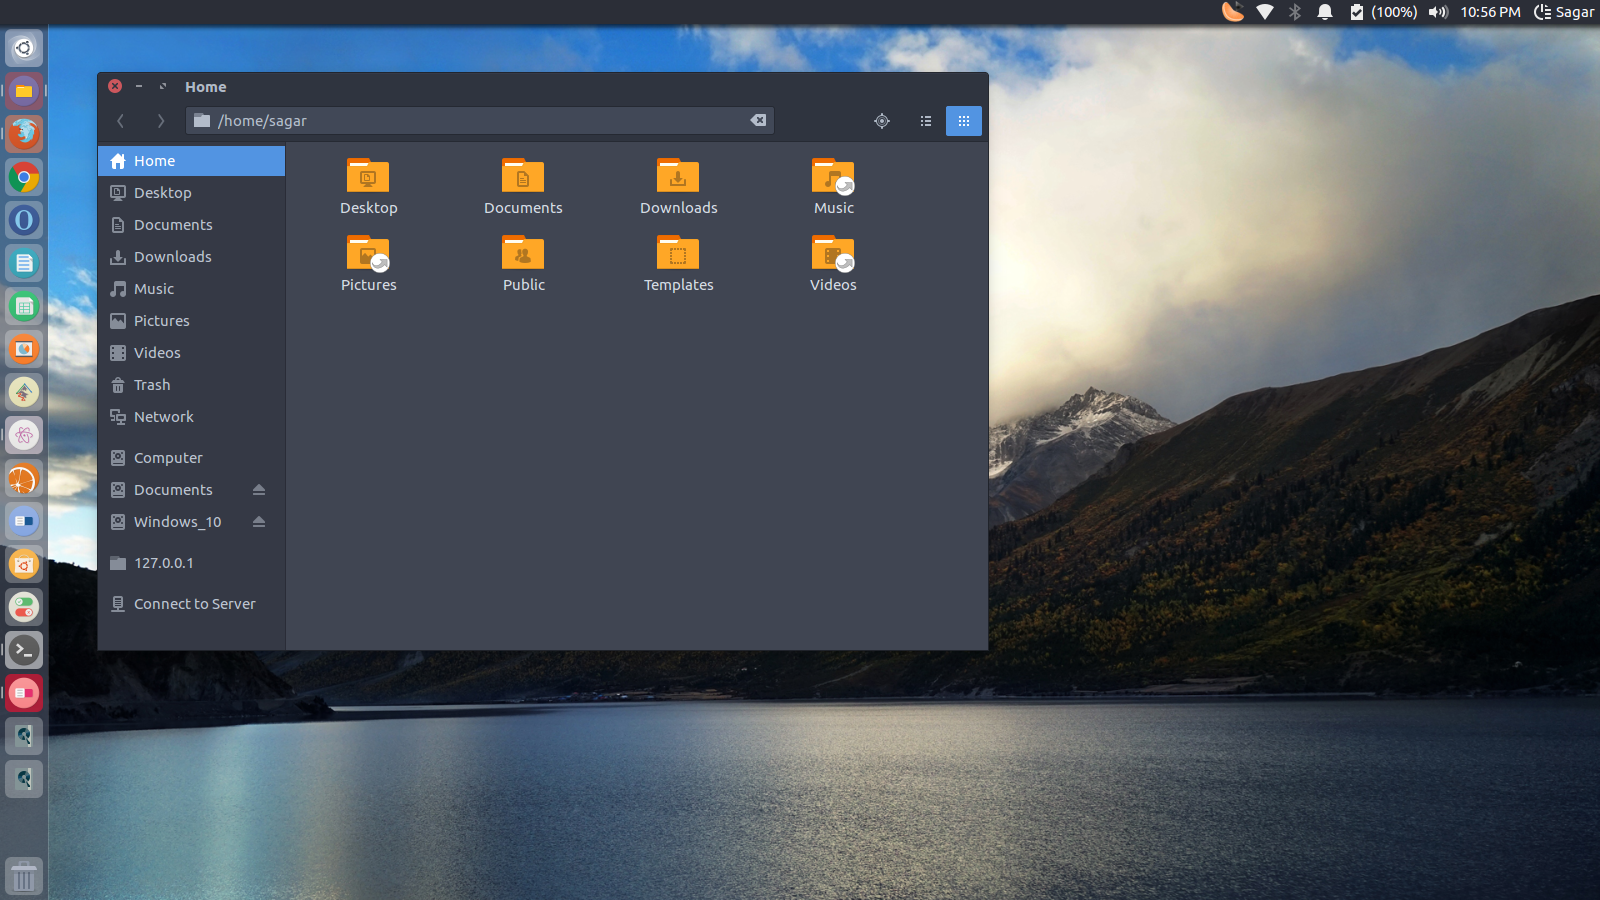 (100%) 10:56 PM Sagar
Home
/home/sagar
Home
Desktop
Documents
Downloads
Music
Pictures
Videos
Trash
Network
Computer
Documents
Windows_10
127.0.0.1
Connect to Server
Desktop Documents Downloads Music
Pictures Public Templates Videos